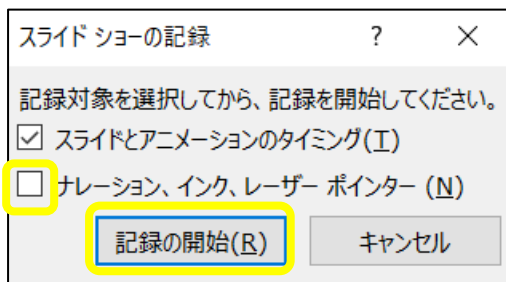 スライド ショーの記録 ? ×
記録対象を選択してから、記録を開始してください。
スライドとアニメーションのタイミング(T)
ナレーション、インク、レーザー ポインター (N)
記録の開始(R) キャンセル